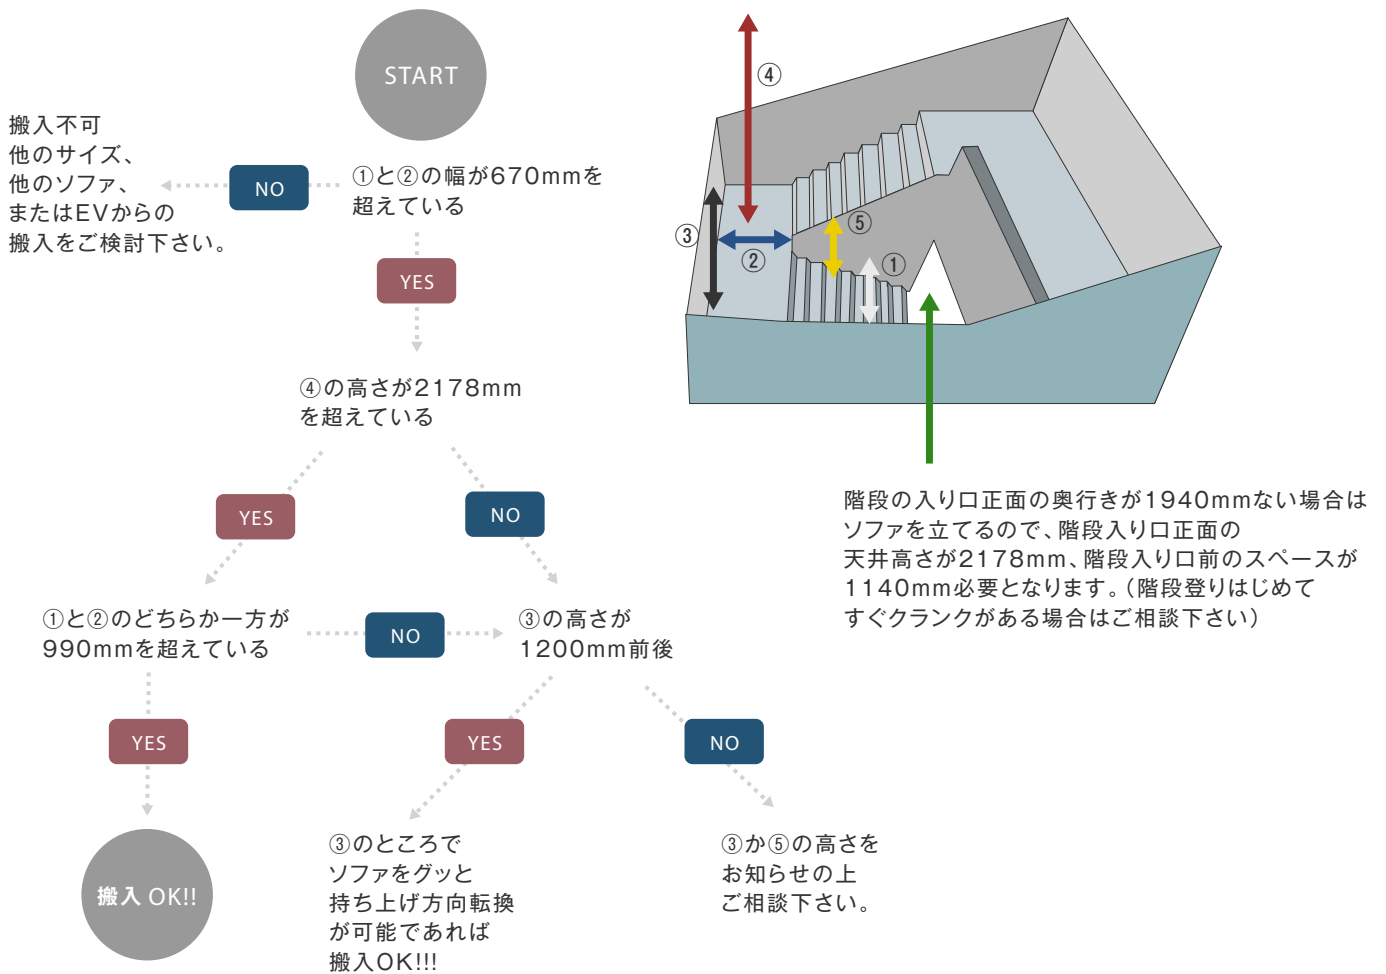 START
①と②の幅が670mmを
超えている
NO
搬入不可
他のサイズ、
他のソファ、
またはEVからの
搬入をご検討下さい。
YES
④の高さが2178mm
を超えている
YES
NO
①と②のどちらか一方が
990mmを超えている
NO
③の高さが
1200mm前後
YES
YES
NO
搬入 OK!!
③のところで
ソファをグッと
持ち上げ方向転換
が可能であれば
搬入OK!!!
③か⑤の高さを
お知らせの上
ご相談下さい。
④
③
②
⑤
①
階段の入り口正面の奥行きが1940mmない場合は
ソファを立てるので、階段入り口正面の
天井高さが2178mm、階段入り口前のスペースが
1140mm必要となります。(階段登りはじめて
すぐクランクがある場合はご相談下さい)